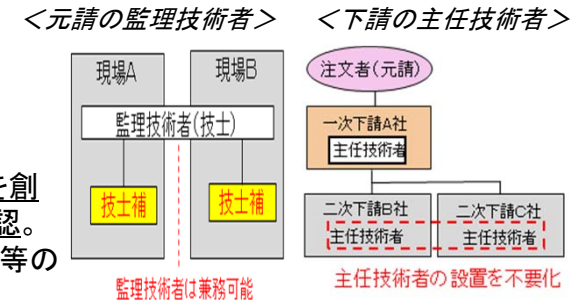 ＜元請の監理技術者＞
＜下請の主任技術者＞
現場A
現場B
監理技術者(技士)
技士補
技士補
監理技術者は兼務可能
注文者(元請)
一次下請A社
主任技術者
二次下請B社
主任技術者
二次下請C社
主任技術者
主任技術者の設置を不要化
を創
認。
等の